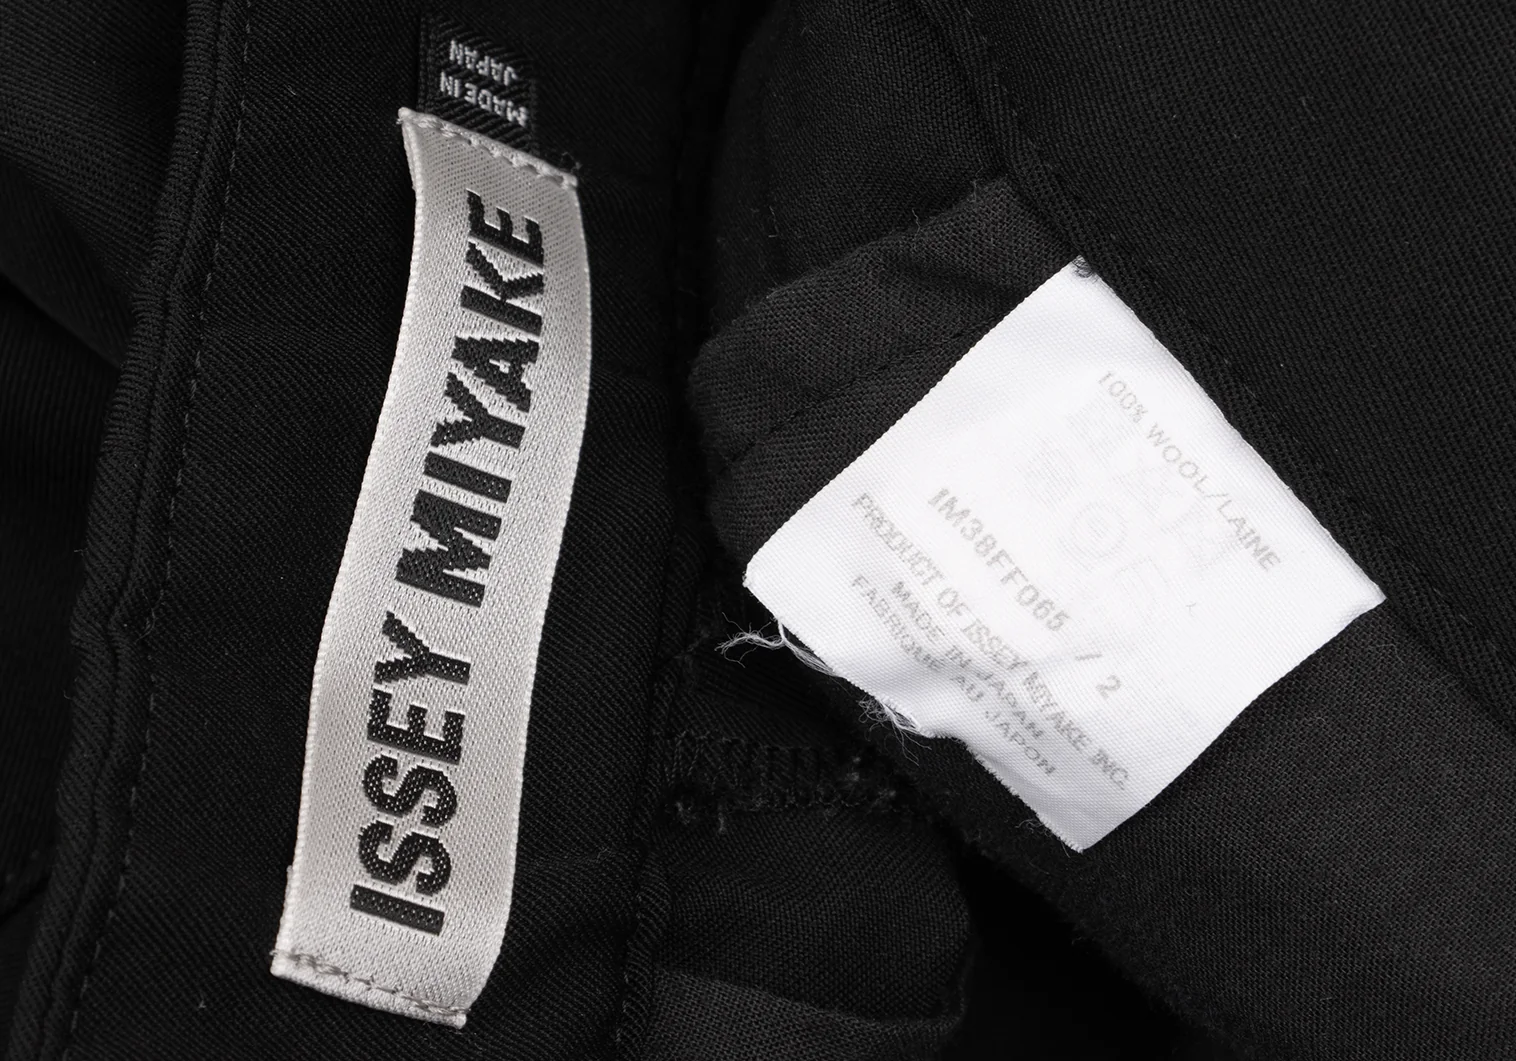 MADE IN
JAPAN
ISSEY MIYAKE
100% WOOL/LAINE
IM38FF065 / 2
PRODUCT OF ISSEY MIYAKE INC.
MADE IN JAPAN
FABRIQUE AU JAPON